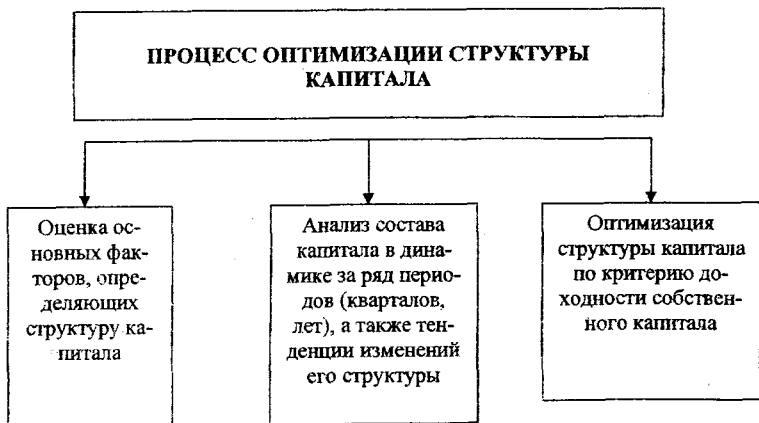 ПРОЦЕСС ОПТИМИЗАЦИИ СТРУКТУРЫ
КАПИТАЛА
Оценка ос-
новных фак-
торов, опре-
деляющих
структуру ка-
питала
Анализ состава
капитала в дина-
мике за ряд перио-
дов (кварталов,
лет), а также тен-
денции изменений
его структуры
Оптимизация
структуры капитала
по критерию до-
ходности собствен-
ного капитала